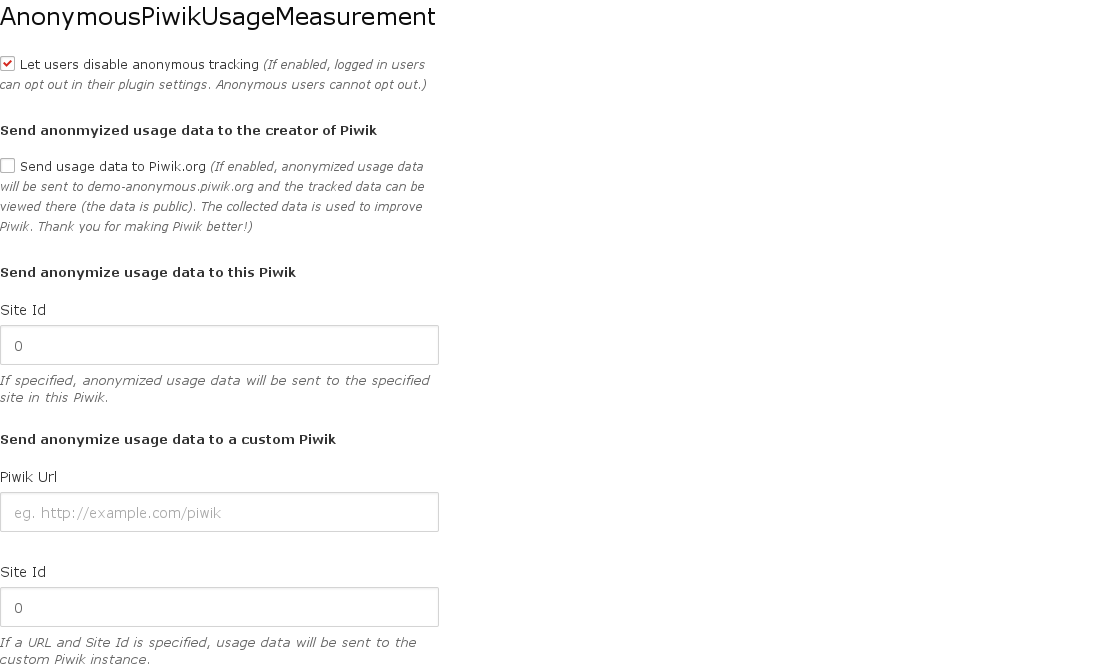 AnonymousPiwikUsageMeasurement
Let users disable anonymous tracking (If enabled, logged in users
can opt out in their plugin settings. Anonymous users cannot opt out.)
Send anonmyized usage data to the creator of Piwik
Send usage data to Piwik.org (If enabled, anonymized usage data
will be sent to demo-anonymous.piwik.org and the tracked data can be
viewed there (the data is public). The collected data is used to improve
Piwik. Thank you for making Piwik better!)
Send anonymize usage data to this Piwik
Site Id
0
If specified, anonymized usage data will be sent to the specified
site in this Piwik.
Send anonymize usage data to a custom Piwik
Piwik Url
eg. http://example.com/piwik
Site Id
0
If a URL and Site Id is specified, usage data will be sent to the
custom Piwik instance.